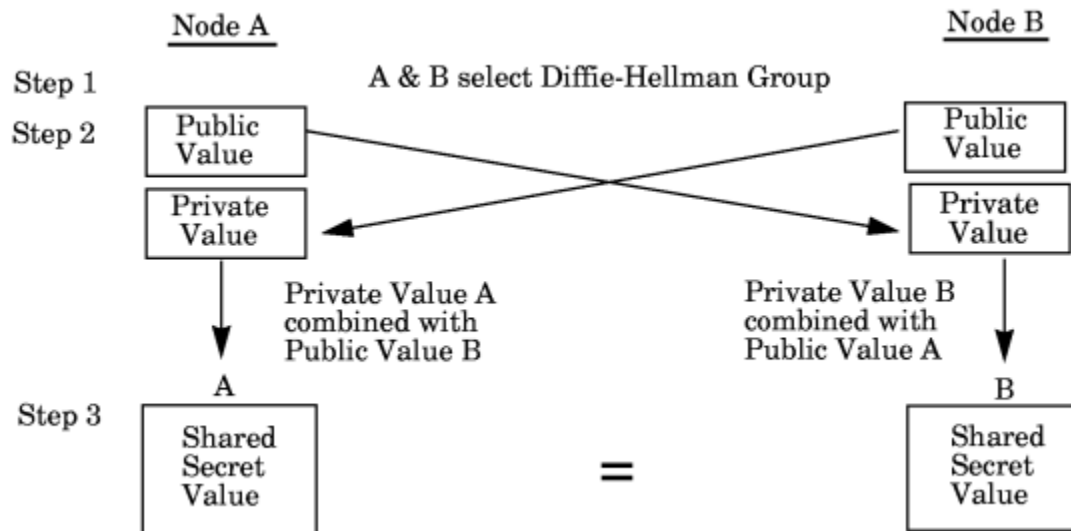 Node A
Node B
Step 1
A & B select Diffie-Hellman Group
Step 2
Public
Value
Public
Value
Private
Value
Private
Value
Private Value A
combined with
Public Value B
Private Value B
combined with
Public Value A
A
B
Step 3
Shared
Secret
Value
=
Shared
Secret
Value